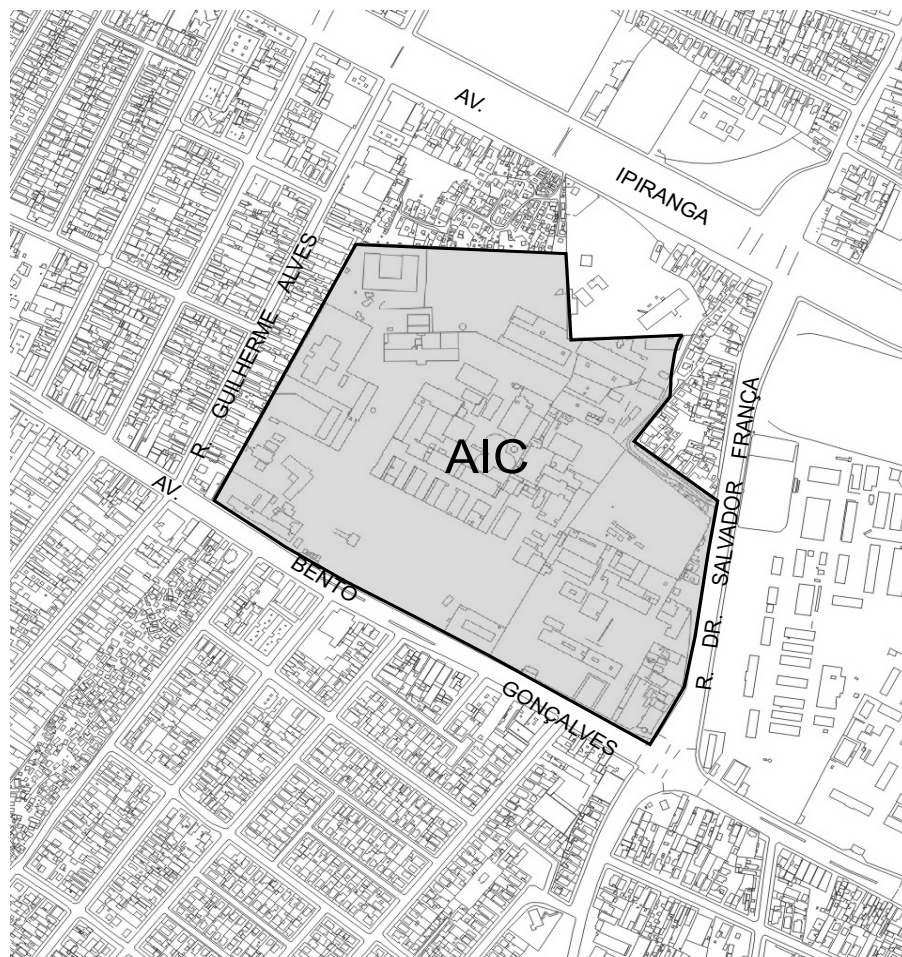 AV. IPIRANGA
R. GUILHERME ALVES
AIC
R. DR. SALVADOR FRANÇA
AV. BENTO GONÇALVES